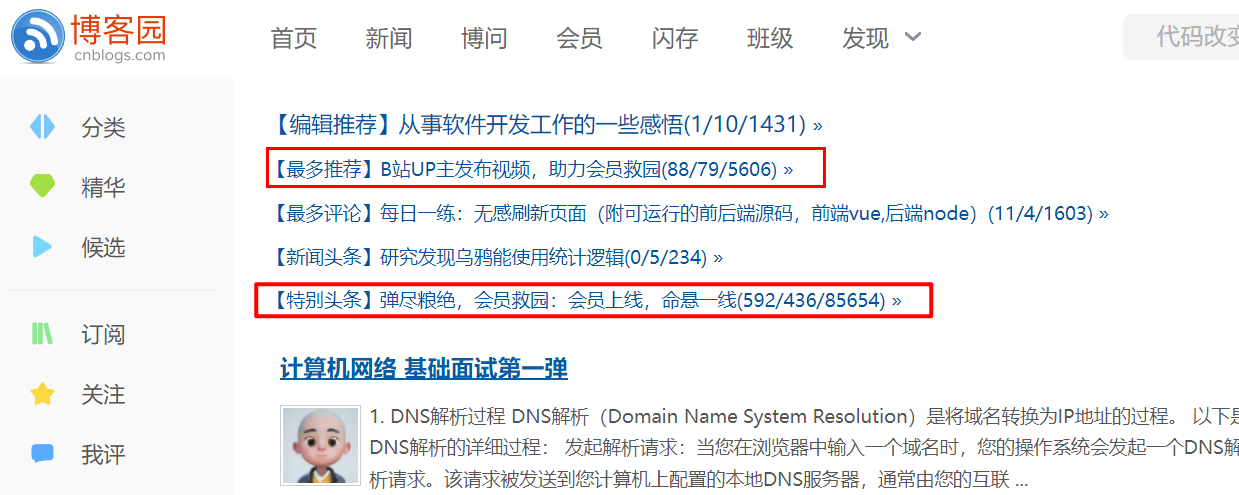 博客园
cnblogs.com
首页 新闻 博问 会员 闪存 班级 发现
代码改变
分类
精华
候选
订阅
关注
我评
【编辑推荐】从事软件开发工作的一些感悟(1/10/1431) »
【最多推荐】B站UP主发布视频，助力会员救园(88/79/5606) »
【最多评论】每日一练：无感刷新页面（附可运行的前后端源码，前端vue,后端node）(11/4/1603) »
【新闻头条】研究发现乌鸦能使用统计逻辑(0/5/234) »
【特别头条】弹尽粮绝，会员救园：会员上线，命悬一线(592/436/85654) »
计算机网络 基础面试第一弹
1. DNS解析过程 DNS解析（Domain Name System Resolution）是将域名转换为IP地址的过程。 以下是
DNS解析的详细过程： 发起解析请求：当您在浏览器中输入一个域名时，您的操作系统会发起一个DNS解
析请求。该请求被发送到您计算机上配置的本地DNS服务器，通常由您的互联 ...